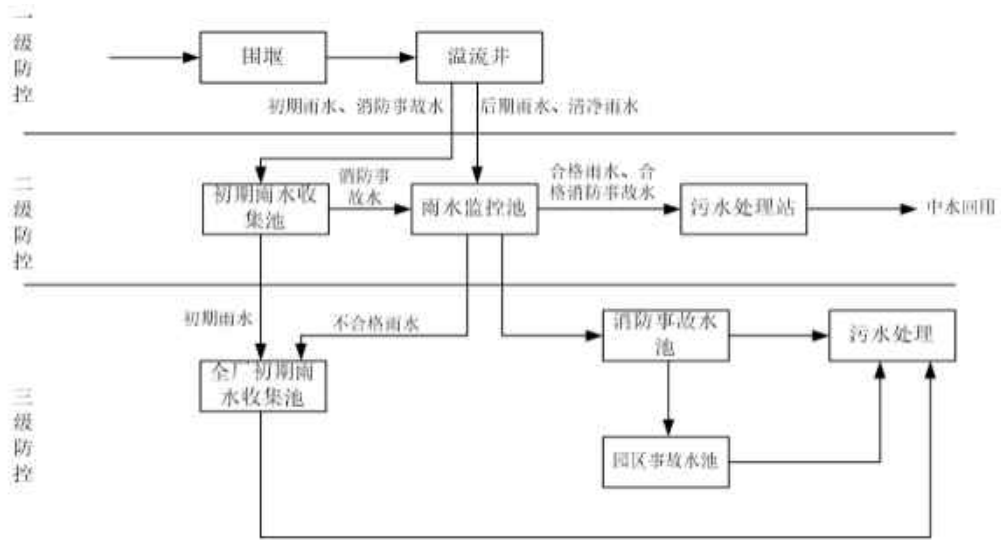 一级防控
围堰
溢流井
初期雨水、消防事故水
后期雨水、清冷雨水
二级防控
初期雨水收
集池
消防事
故水
雨水监控池
合格雨水、合
格消防事故水
污水处理站
中水回用
三级防控
初期雨水
不合格雨水
全厂初期雨
水收集池
消防事故水
池
污水处理
园区事故水池